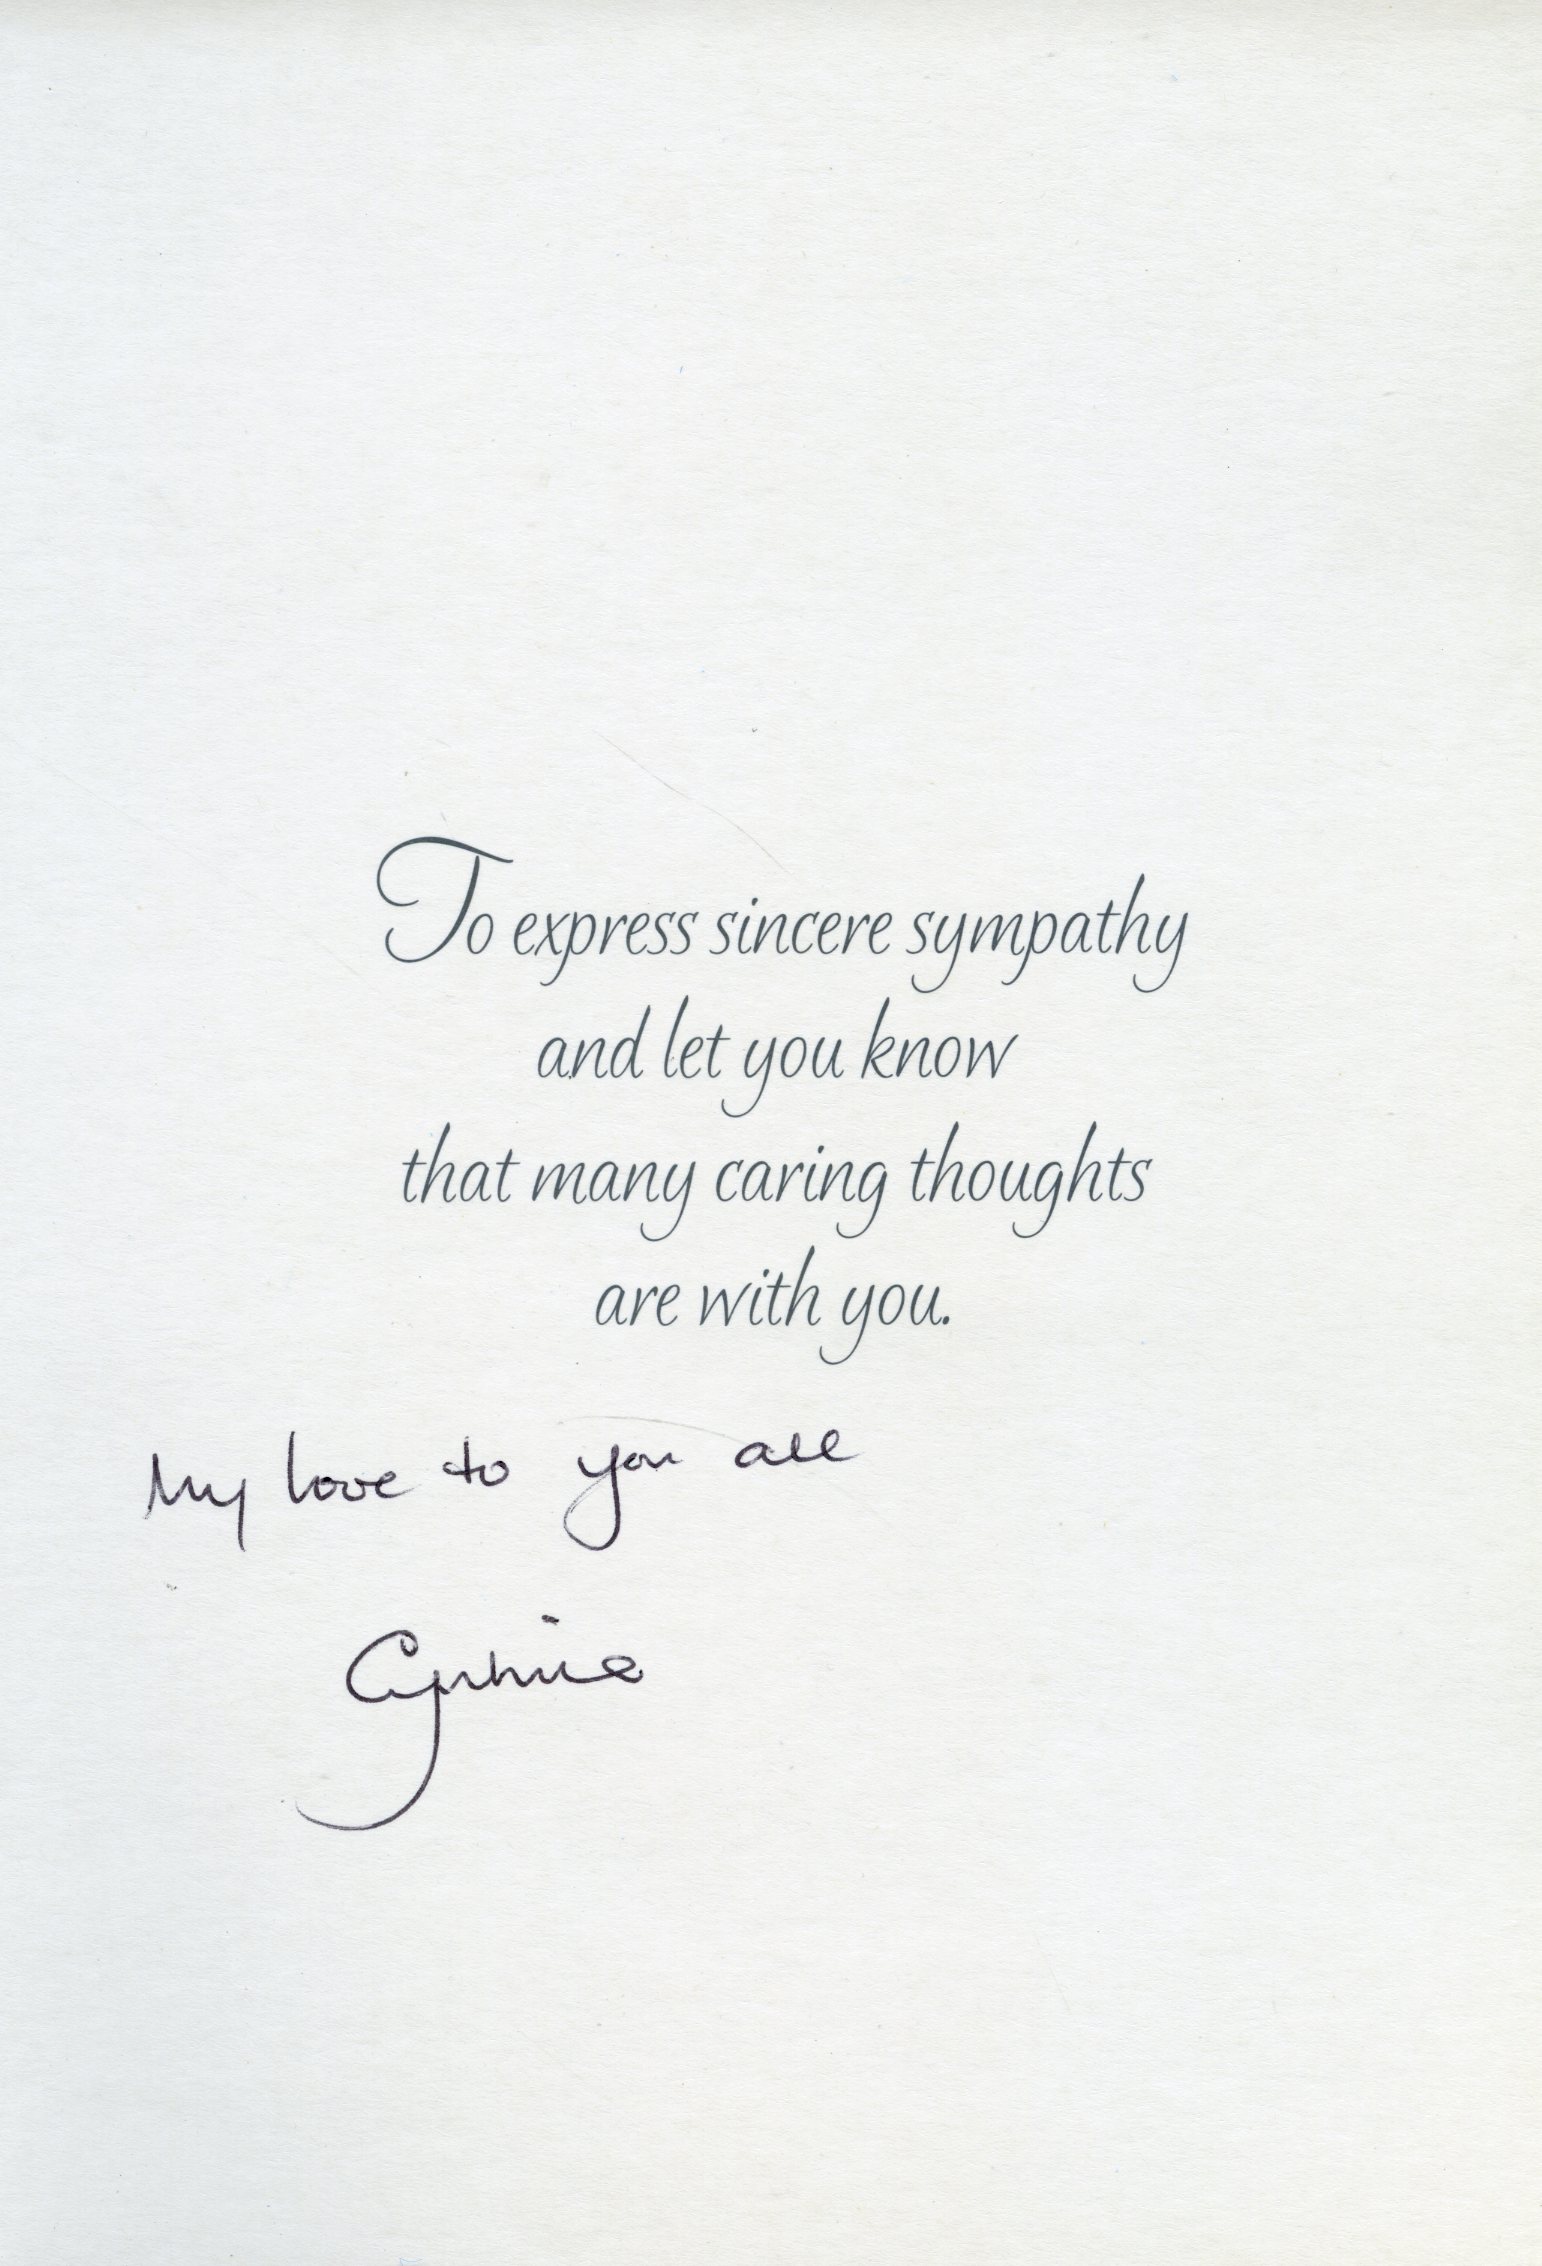 To express sincere sympathy
and let you know
that many caring thoughts
are with you.
My love to you all